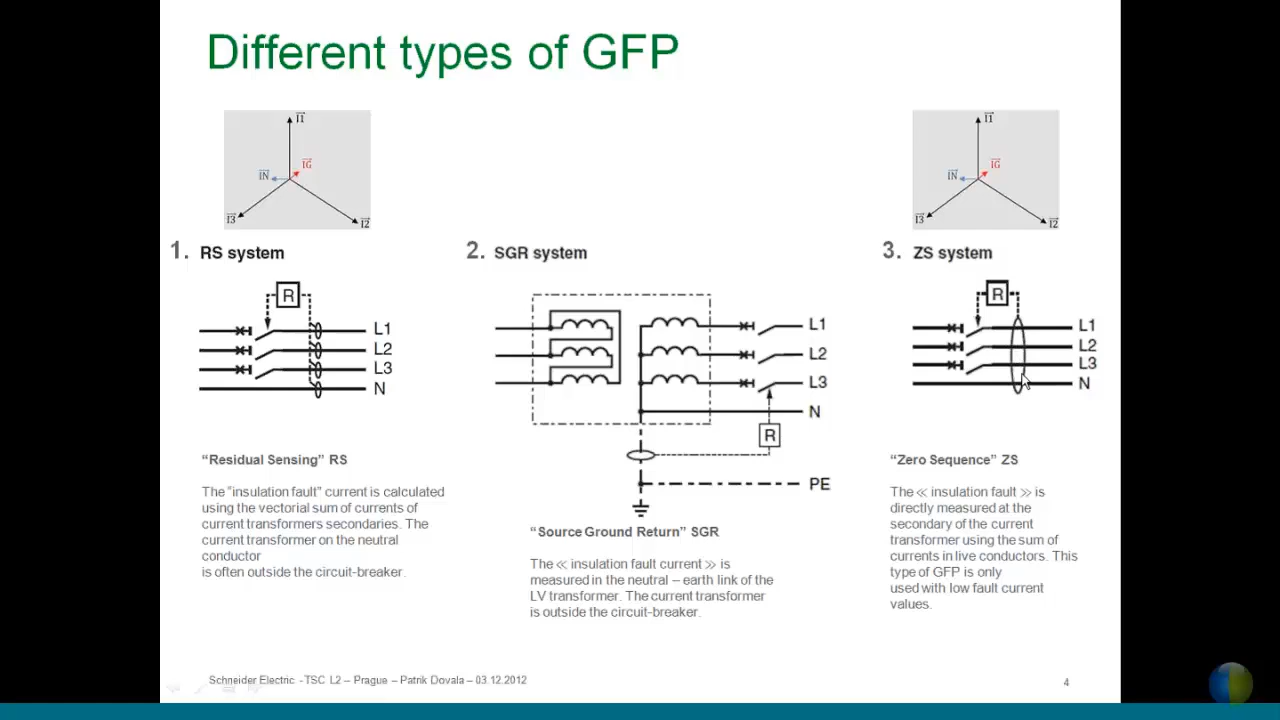 Different types of GFP
I1
IG
IN
I3
I2
I1
IG
IN
I3
I2
1. RS system
2. SGR system
3. ZS system
R
L1
L2
L3
N
L1
L2
L3
N
R
PE
R
L1
L2
L3
N
“Residual Sensing” RS
The “insulation fault” current is calculated
using the vectorial sum of currents of
current transformers secondaries. The
current transformer on the neutral
conductor
is often outside the circuit-breaker.
“Source Ground Return” SGR
The ≪ insulation fault current ≫ is
measured in the neutral – earth link of the
LV transformer. The current transformer
is outside the circuit-breaker.
“Zero Sequence” ZS
The ≪ insulation fault ≫ is
directly measured at the
secondary of the current
transformer using the sum of
currents in live conductors. This
type of GFP is only
used with low fault current
values.
Schneider Electric -TSC L2 – Prague – Patrik Dovala – 03.12.2012
4